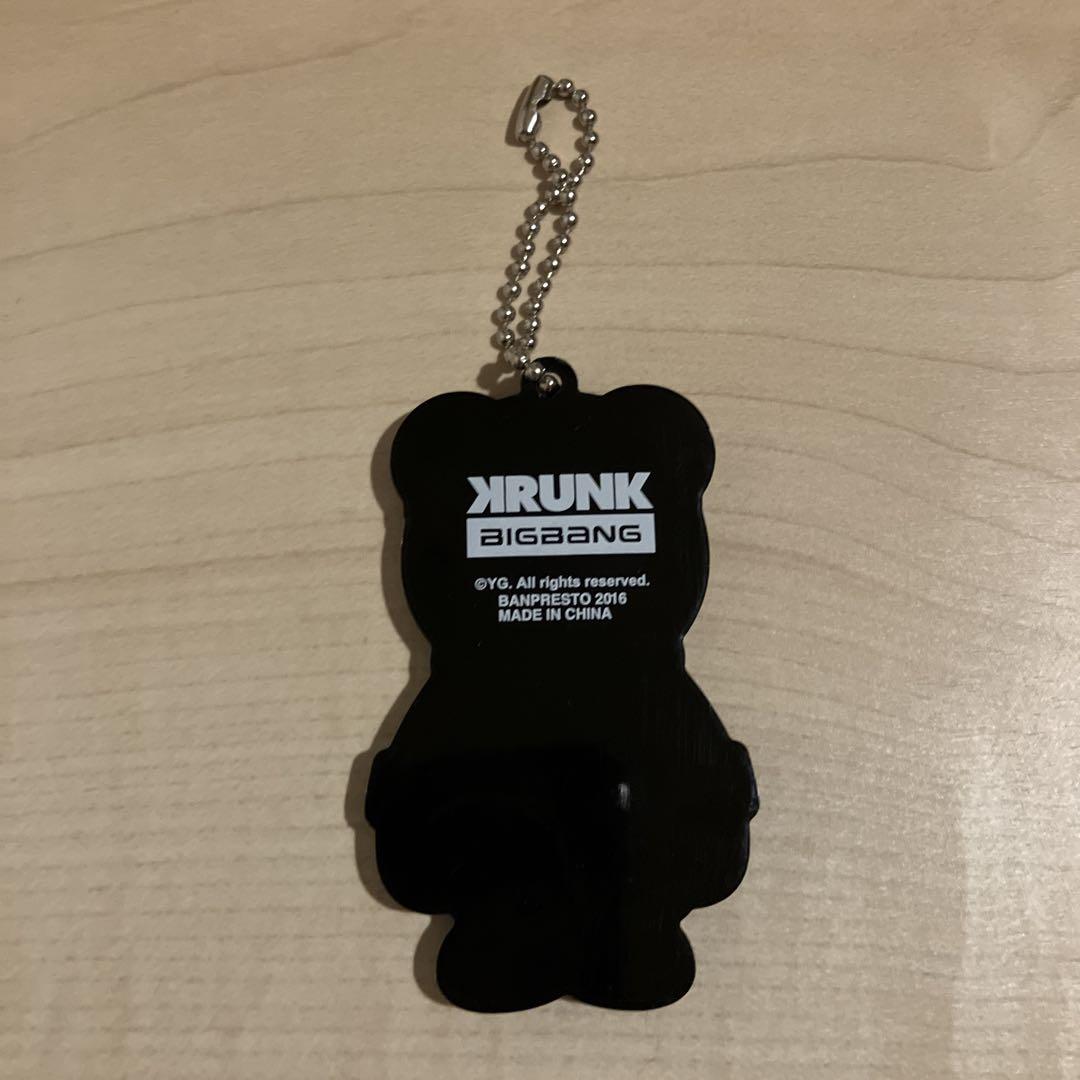 KRUNK
BIGBANG
©YG. All rights reserved.
BANPRESTO 2016
MADE IN CHINA